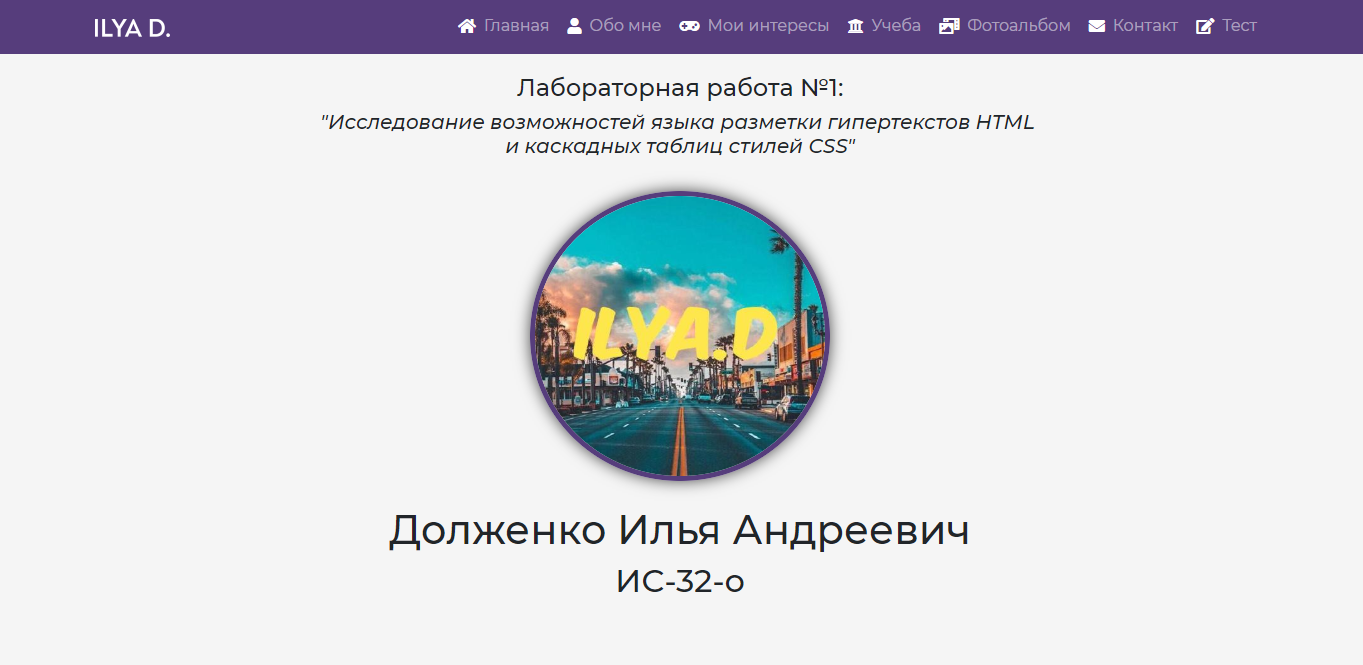 ILYA D.
Главная Обо мне Мои интересы Учеба Фотоальбом Контакт Тест
Лабораторная работа №1:
"Исследование возможностей языка разметки гипертекстов HTML
и каскадных таблиц стилей CSS"
ILYA.D
Долженко Илья Андреевич
ИС-32-о